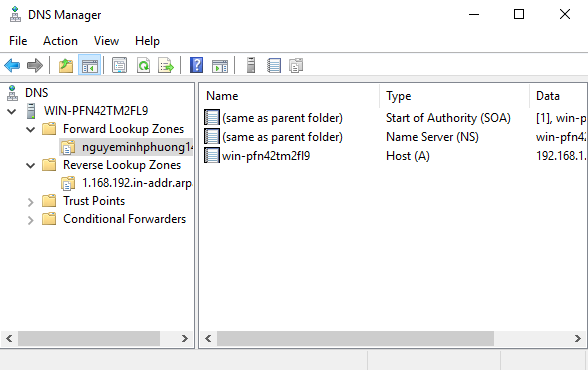 DNS Manager
File Action View Help
DNS
WIN-PFN42TM2FL9
Forward Lookup Zones
nguyeminhphuong14
Reverse Lookup Zones
1.168.192.in-addr.arp
Trust Points
Conditional Forwarders
Name Type Data
(same as parent folder) Start of Authority (SOA) [1], win-p
(same as parent folder) Name Server (NS) win-pfn42
win-pfn42tm2fl9 Host (A) 192.168.1.